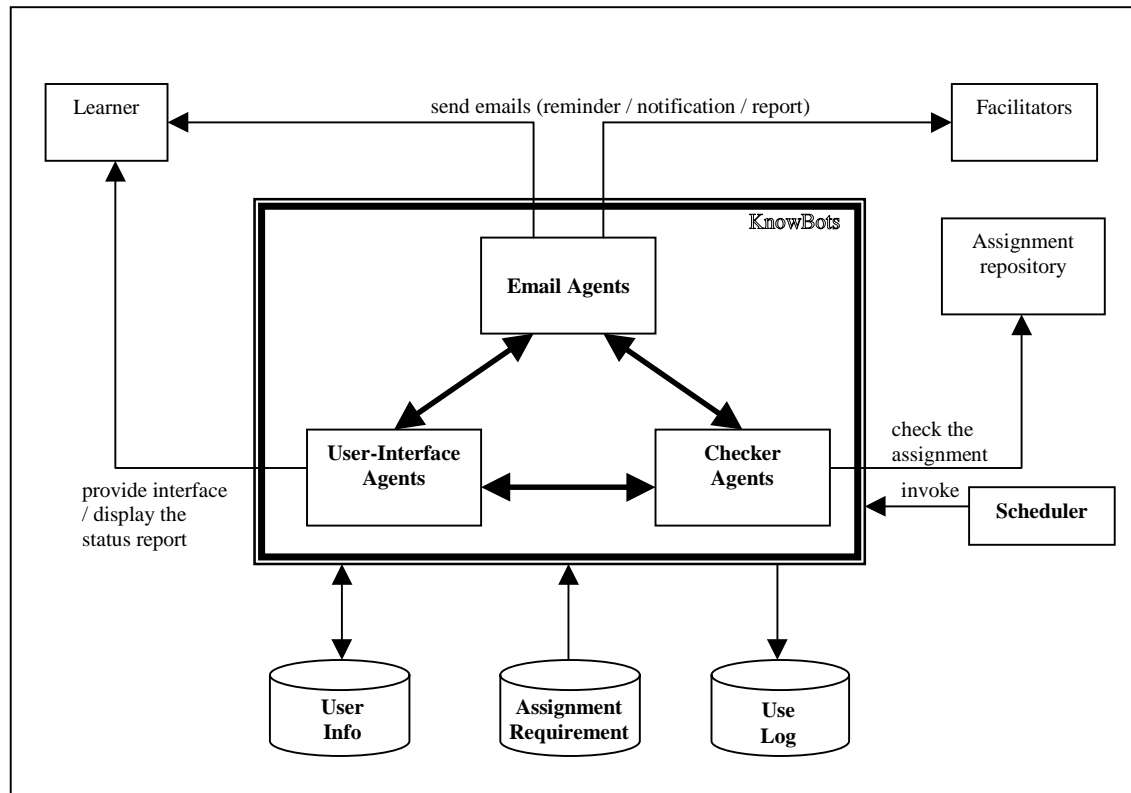 Learner
send emails (reminder / notification / report)
Facilitators
KnowBots
Assignment
repository
Email Agents
User-Interface
Agents
Checker
Agents
check the
assignment
provide interface
/ display the
status report
invoke
Scheduler
User
Info
Assignment
Requirement
Use
Log